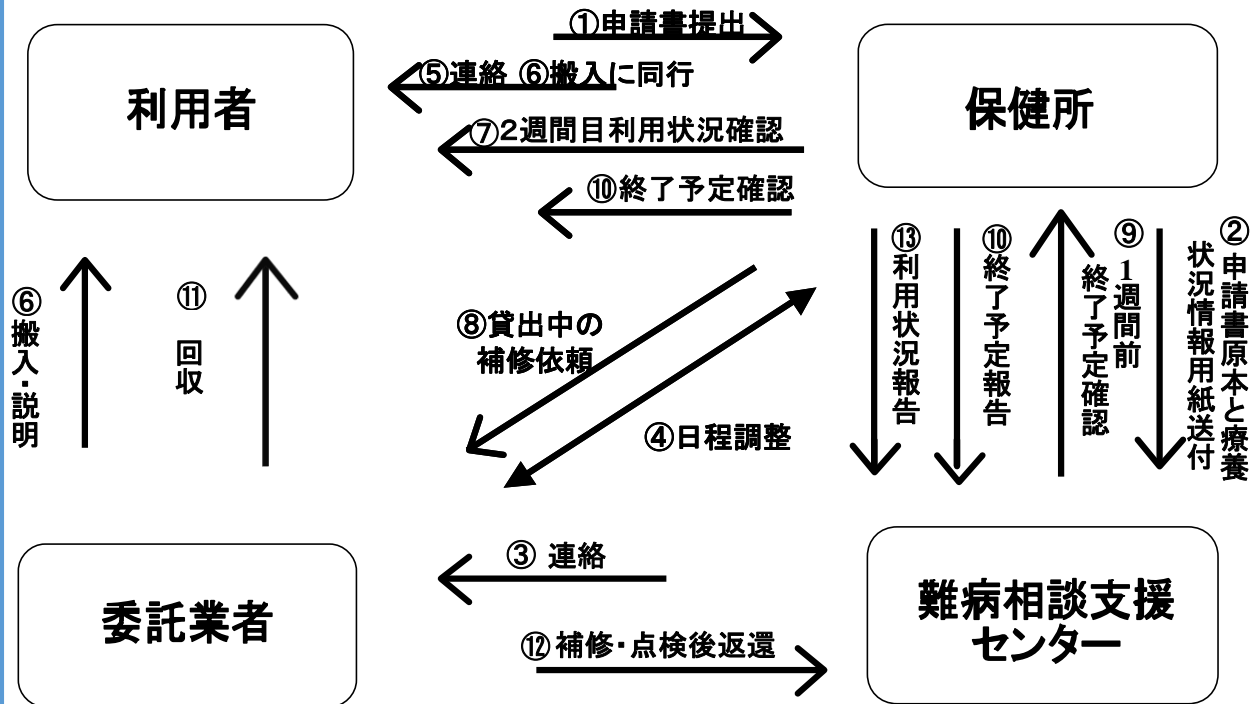 ①申請書提出
利用者
保健所
⑤連絡 ⑥搬入に同行
⑦2週間目利用状況確認
⑩終了予定確認
⑥搬入・説明
⑪ 回収
⑧貸出中の
補修依頼
④日程調整
⑬利用状況報告
⑩終了予定報告
⑨1週間前
終了予定確認
②申請書原本と療養
状況情報用紙送付
③ 連絡
委託業者
難病相談支援
センター
⑫補修・点検後返還